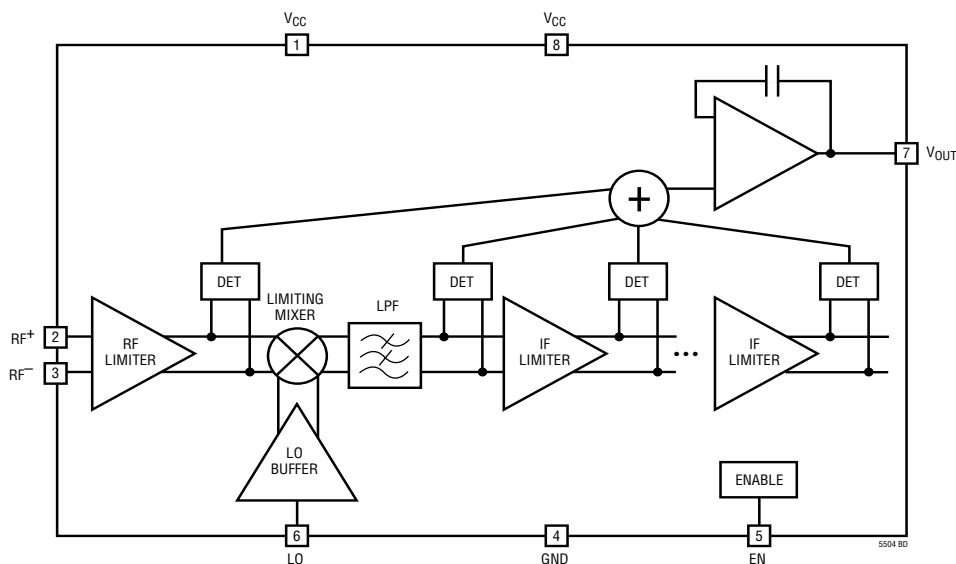 VCC
VCC
1
8
7
VOUT
+
DET
DET
DET
DET
LIMITING
MIXER
LPF
RF+
2
RF
LIMITER
IF
LIMITER
•••
IF
LIMITER
RF−
3
LO
BUFFER
ENABLE
6
4
5
LO
GND
EN
5504 BD